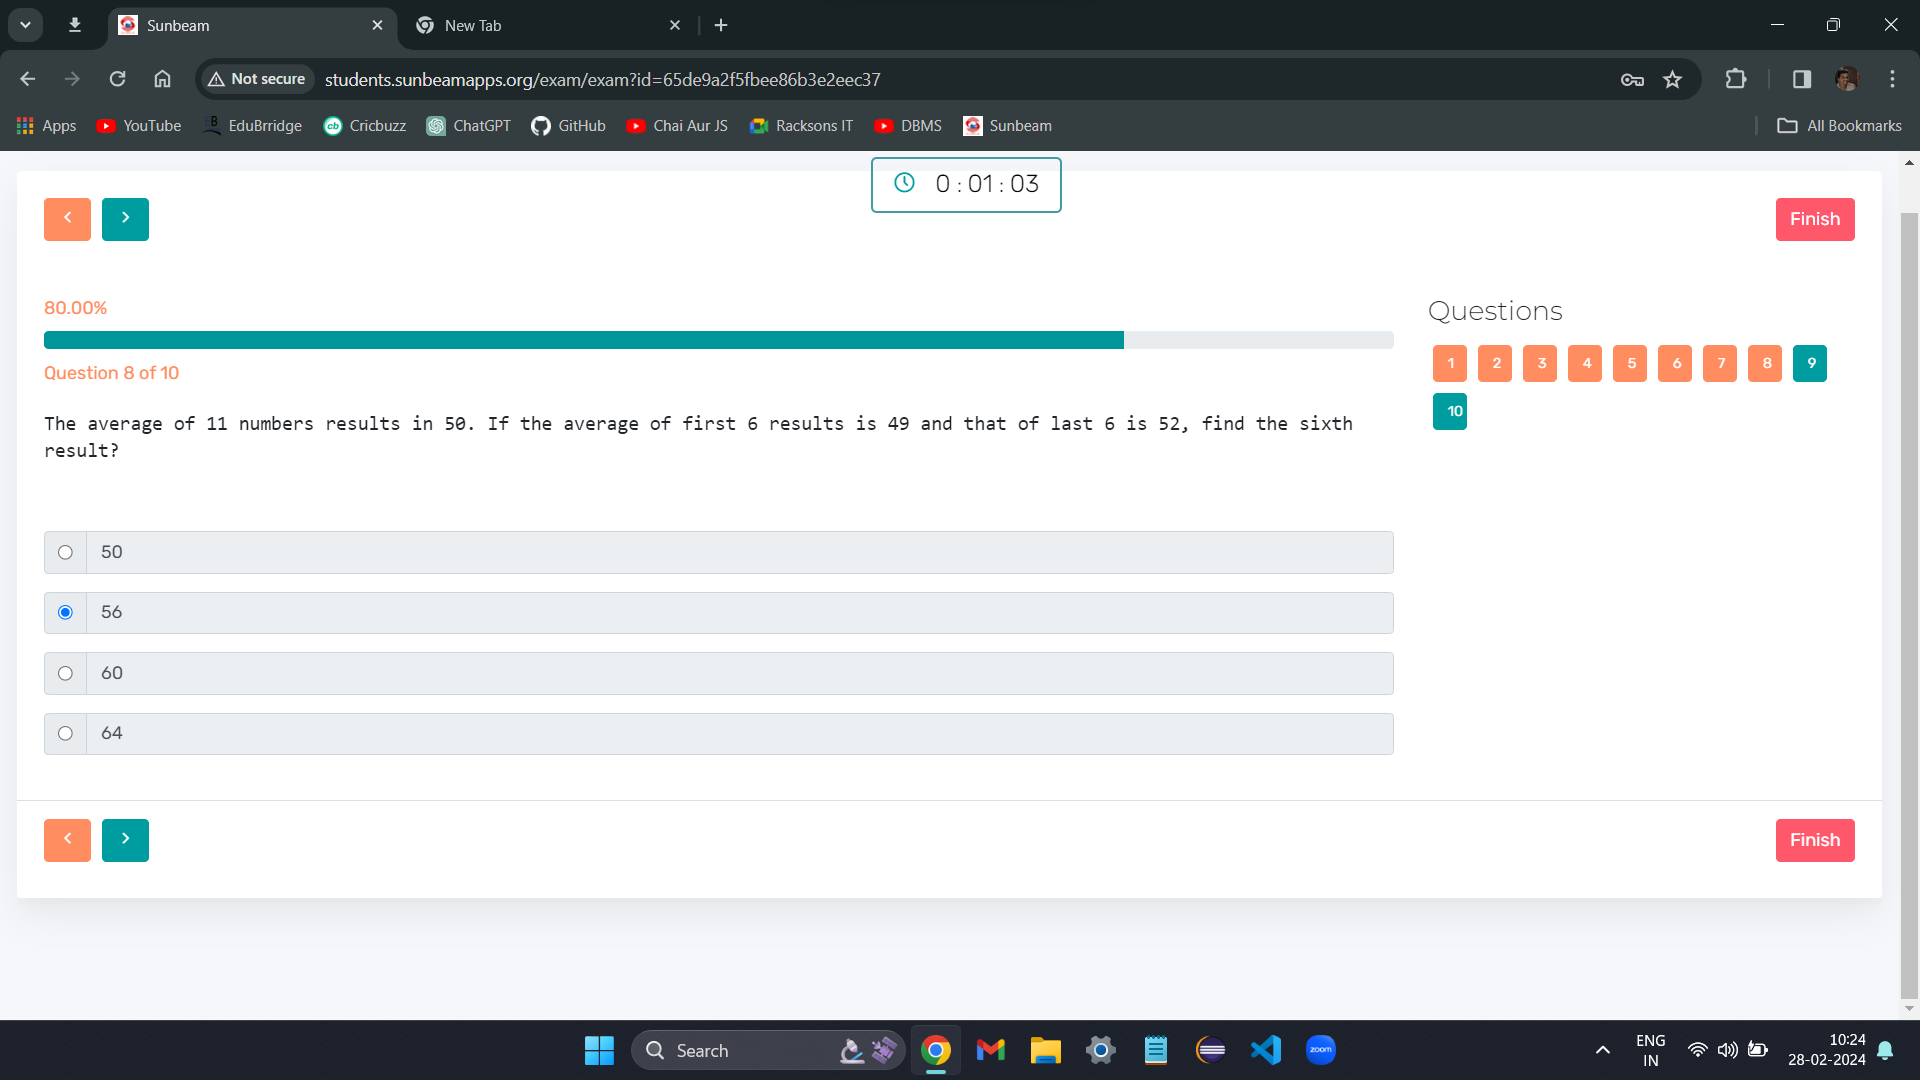 Sunbeam
New Tab
Not secure
students.sunbeamapps.org/exam/exam?id=65de9a2f5fbee86b3e2eec37
Apps
YouTube
B
EduBrridge
cb
Cricbuzz
ChatGPT
GitHub
Chai Aur JS
Racksons IT
DBMS
Sunbeam
All Bookmarks
0 : 01 : 03
Finish
80.00%
Question 8 of 10
The average of 11 numbers results in 50. If the average of first 6 results is 49 and that of last 6 is 52, find the sixth
result?
50
56
60
64
Questions
1 2 3 4 5 6 7 8 9
10
Finish
Search
zoom
ENG
IN
10:24
28-02-2024